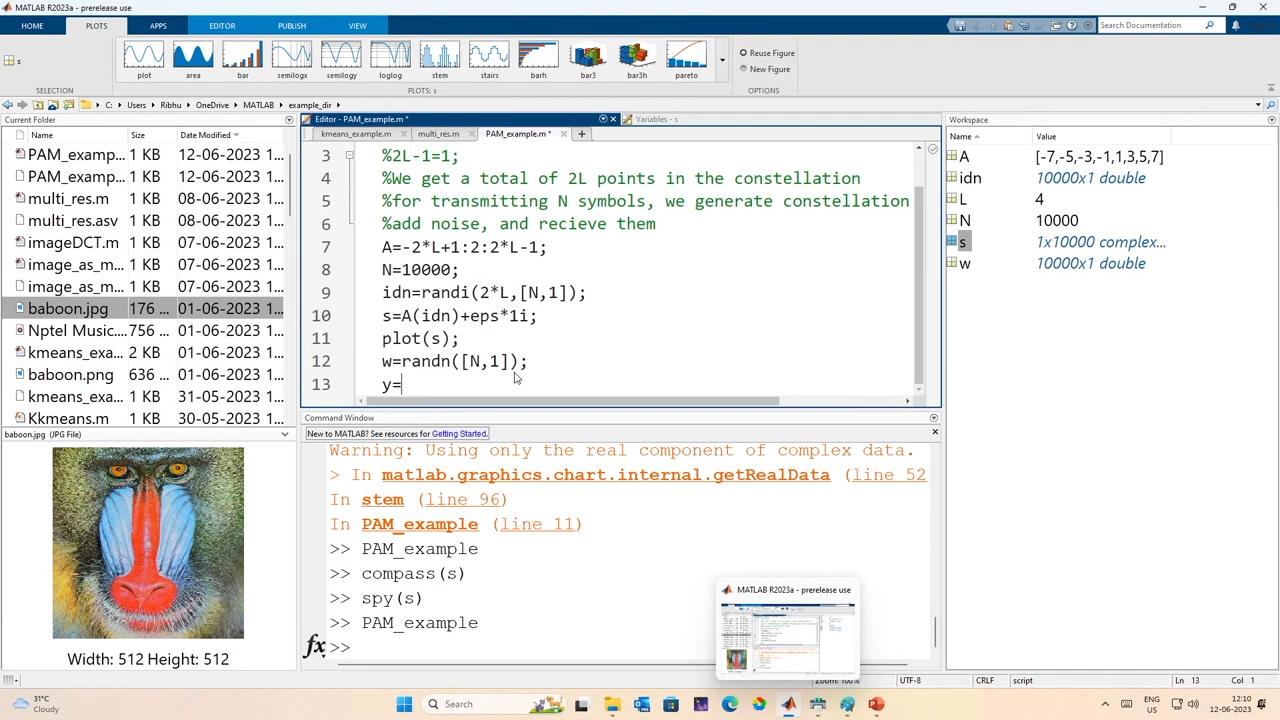 MATLAB R2023a - prerelease use
HOME PLOTS APPS EDITOR PUBLISH VIEW
Search Documentation
s
plot area bar semilogx semilogy loglog stem stairs barh bar3 bar3h pareto
Reuse Figure
New Figure
SELECTION PLOTS: s OPTIONS
C: Users Ribhu OneDrive MATLAB example_dir
Current Folder
Name Size Date Modified
PAM_examp... 1 KB 12-06-2023 1...
PAM_examp... 1 KB 12-06-2023 1...
multi_res.m 1 KB 08-06-2023 1...
multi_res.asv 1 KB 08-06-2023 1...
imageDCT.m 1 KB 07-06-2023 1...
image_as_m... 1 KB 07-06-2023 1...
image_as_m... 1 KB 07-06-2023 1...
baboon.jpg 176 ... 01-06-2023 1...
Nptel Music.... 756 ... 01-06-2023 1...
kmeans_exa... 2 KB 01-06-2023 1...
baboon.png 636 ... 01-06-2023 1...
kmeans_exa... 1 KB 31-05-2023 1...
Kkmeans.m 1 KB 30-05-2023 1...
baboon.jpg (JPG File)
Width: 512 Height: 512
Editor - PAM_example.m *
Variables - s
kmeans_example.m multi_res.m PAM_example.m *
3 %2L-1=1;
4 %We get a total of 2L points in the constellation
5 %for transmitting N symbols, we generate constellation
6 %add noise, and recieve them
7 A=-2*L+1:2:2*L-1;
8 N=10000;
9 idn=randi(2*L,[N,1]);
10 s=A(idn)+eps*1i;
11 plot(s);
12 w=randn([N,1]);
13 y=
Command Window
New to MATLAB? See resources for Getting Started.
Warning: Using only the real component of complex data.
> In matlab.graphics.chart.internal.getRealData (line 52
In stem (line 96)
In PAM_example (line 11)
>> PAM_example
>> compass(s)
>> spy(s)
>> PAM_example
fx >>
Workspace
Name Value
A [-7,-5,-3,-1,1,3,5,7]
idn 10000x1 double
L 4
N 10000
s 1x10000 complex...
w 10000x1 double
MATLAB R2023a - prerelease use
Zoom: 100% UTF-8 CRLF script Ln 13 Col 1
31°C
Cloudy
Search
ENG
US
12:10
12-06-2023